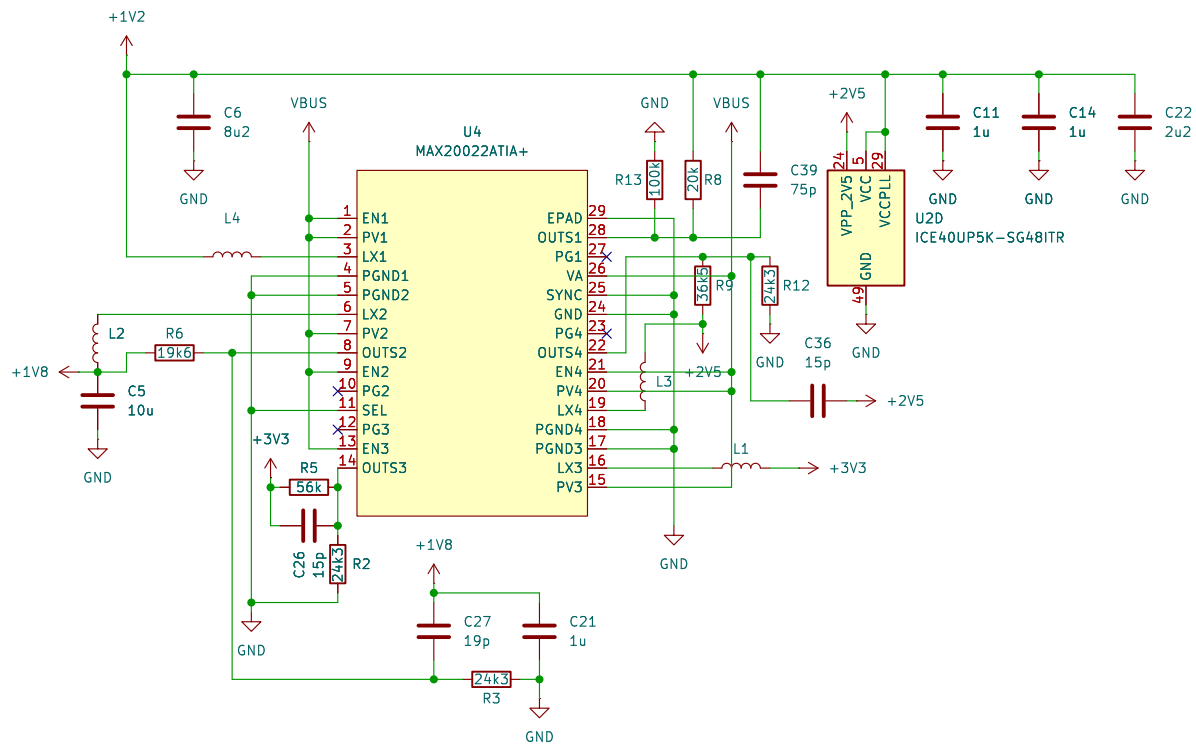 +1V2
VBUS
C6
8u2
GND
L4
U4
MAX20022ATIA+
GND
VBUS
R13
100k
20k
R8
C39
75p
+2V5
24
5
29
VPP_2V5
VCC
VCCPLL
GND
49
U2D
ICE40UP5K-SG48ITR
GND
C11
1u
GND
C14
1u
GND
C22
2u2
GND
1
EN1
2
PV1
3
LX1
4
PGND1
5
PGND2
6
LX2
7
PV2
8
OUTS2
9
EN2
10
PG2
11
SEL
12
PG3
13
EN3
14
OUTS3
EPAD
29
OUTS1
28
PG1
27
VA
26
SYNC
25
GND
24
PG4
23
OUTS4
22
EN4
21
PV4
20
LX4
19
PGND4
18
PGND3
17
LX3
16
PV3
15
36k5
R9
24k3
R12
GND
+2V5
L3
C36
15p
+2V5
L1
+3V3
GND
L2
R6
19k6
+1V8
C5
10u
GND
+3V3
R5
56k
C26
15p
24k3
R2
GND
+1V8
C27
19p
C21
1u
24k3
R3
GND